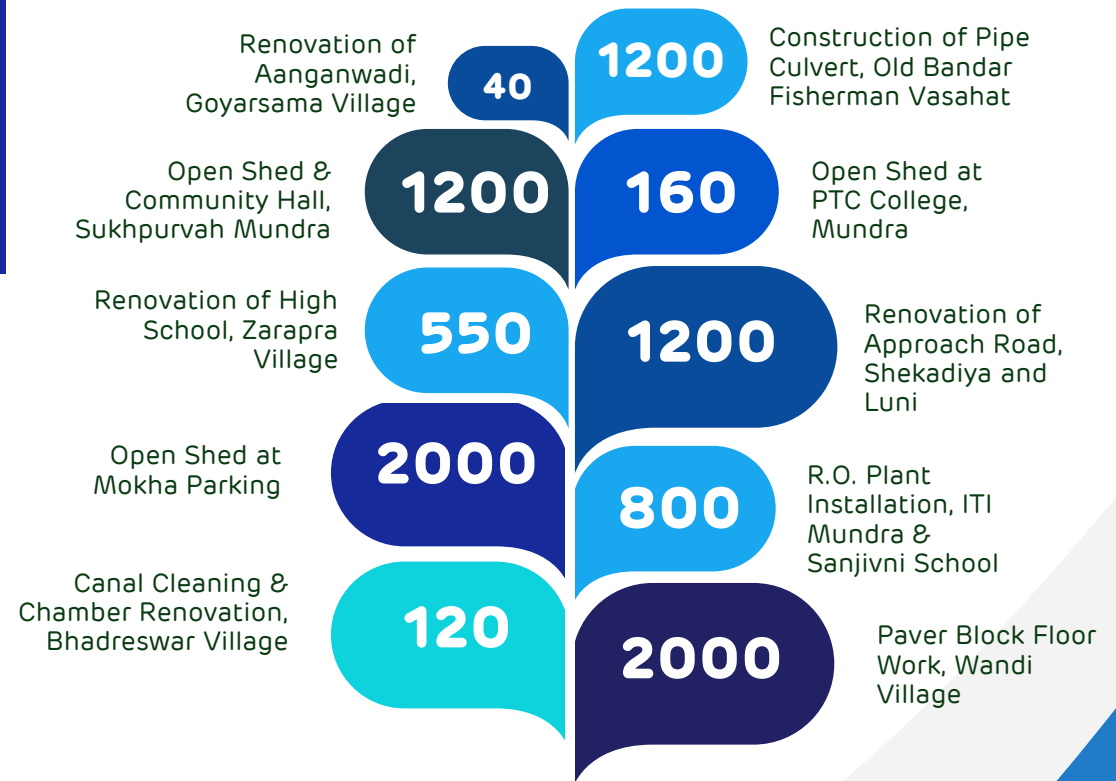 Renovation of
Aanganwadi,
Goyarsama Village
40
1200
Construction of Pipe
Culvert, Old Bandar
Fisherman Vasahat
Open Shed &
Community Hall,
Sukhpurvah Mundra
1200
160
Open Shed at
PTC College,
Mundra
Renovation of High
School, Zarapra
Village
550
1200
Renovation of
Approach Road,
Shekadiya and
Luni
Open Shed at
Mokha Parking
2000
800
R.O. Plant
Installation, ITI
Mundra &
Sanjivni School
Canal Cleaning &
Chamber Renovation,
Bhadreswar Village
120
2000
Paver Block Floor
Work, Wandi
Village